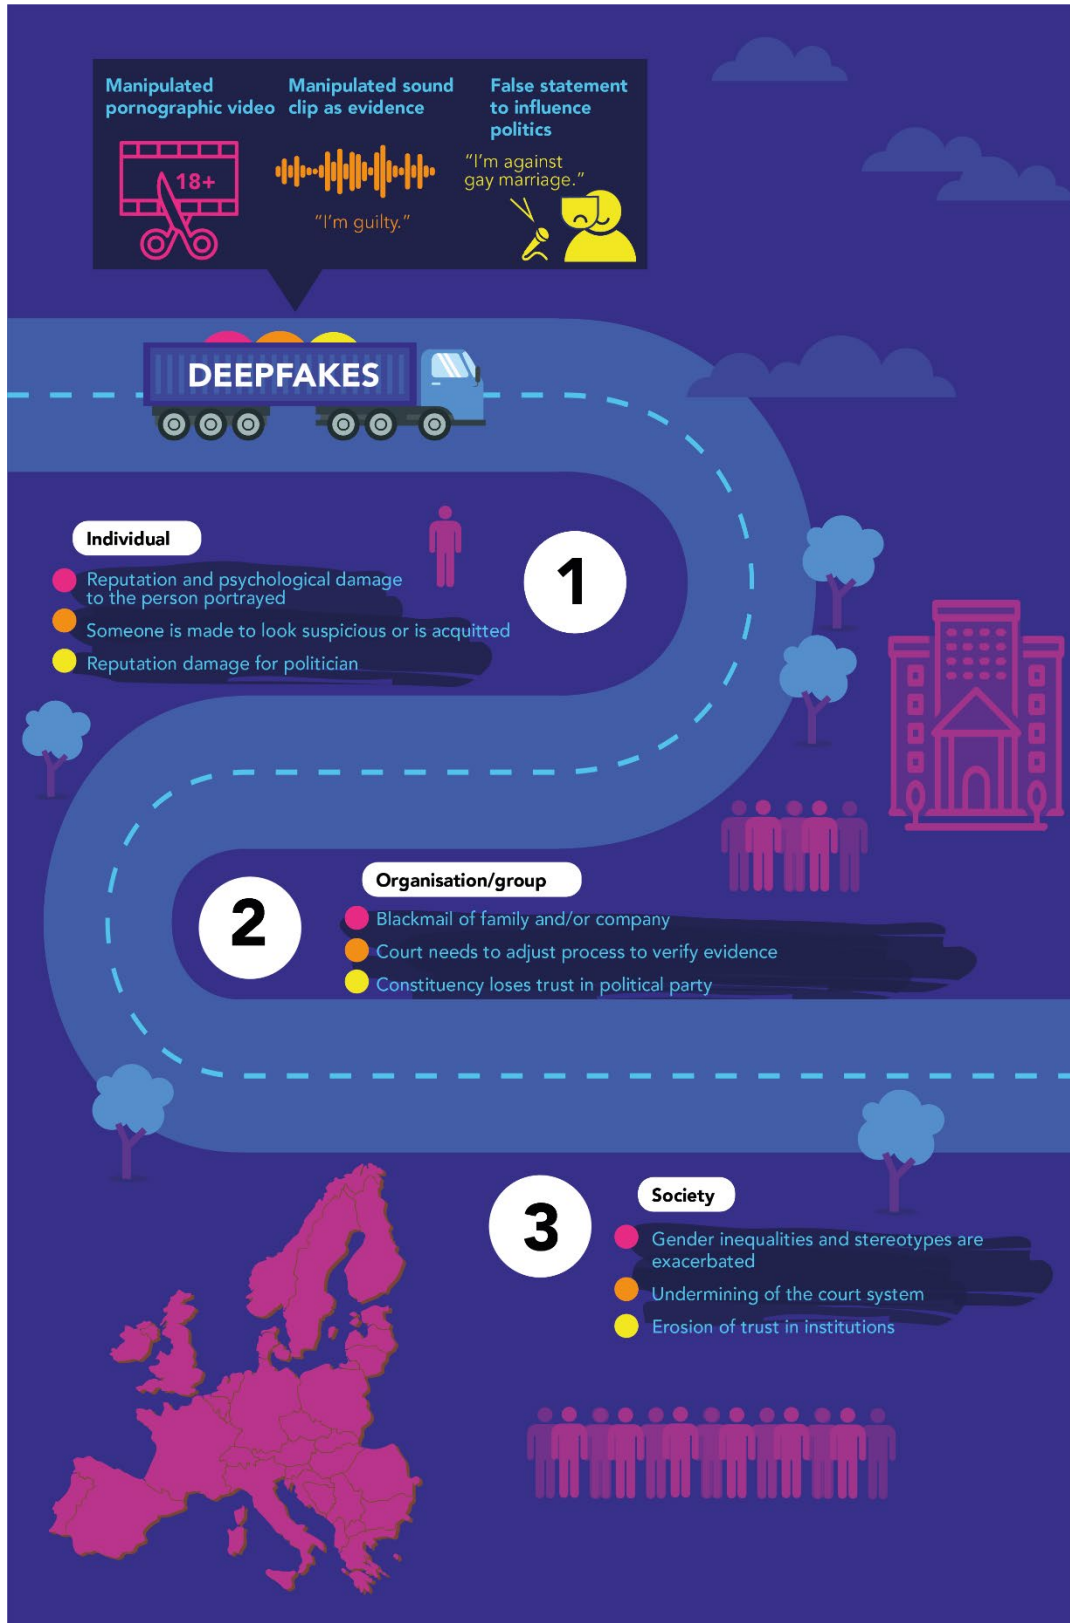 Manipulated
pornographic video
Manipulated sound
clip as evidence
False statement
to influence
politics
18+
"I'm guilty."
"I'm against
gay marriage."
DEEPFAKES
Individual
Reputation and psychological damage
to the person portrayed
Someone is made to look suspicious or is acquitted
Reputation damage for politician
1
2
Organisation/group
Blackmail of family and/or company
Court needs to adjust process to verify evidence
Constituency loses trust in political party
3
Society
Gender inequalities and stereotypes are
exacerbated
Undermining of the court system
Erosion of trust in institutions